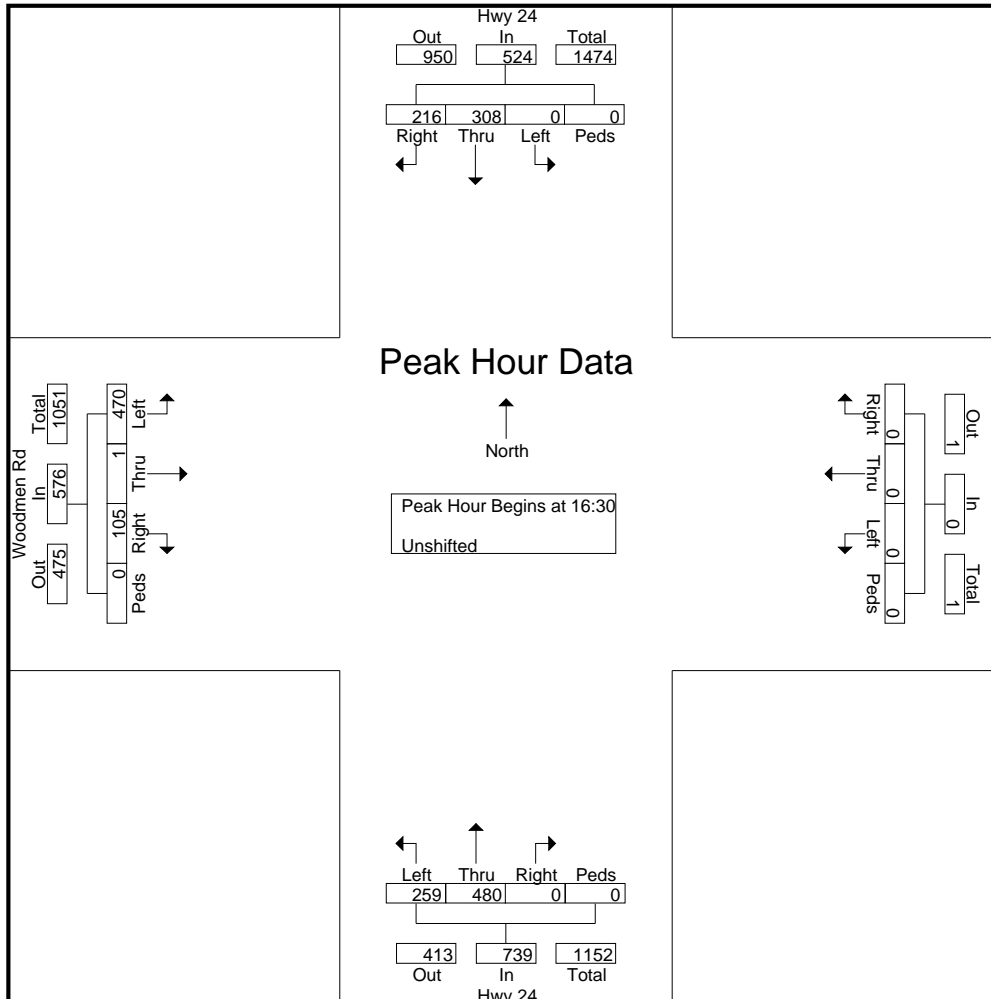 Hwy 24
Out In Total
950 524 1474
216 308 0 0
Right Thru Left Peds
Peak Hour Data
North
Peak Hour Begins at 16:30
Unshifted
Woodmen Rd
Out In Total
475 576 1051
470 1 105 0
Left Thru Right Peds
Out In Total
1 0 1
0 0 0 0
Right Thru Left Peds
Left Thru Right Peds
259 480 0 0
413 739 1152
Out In Total
Hwy 24